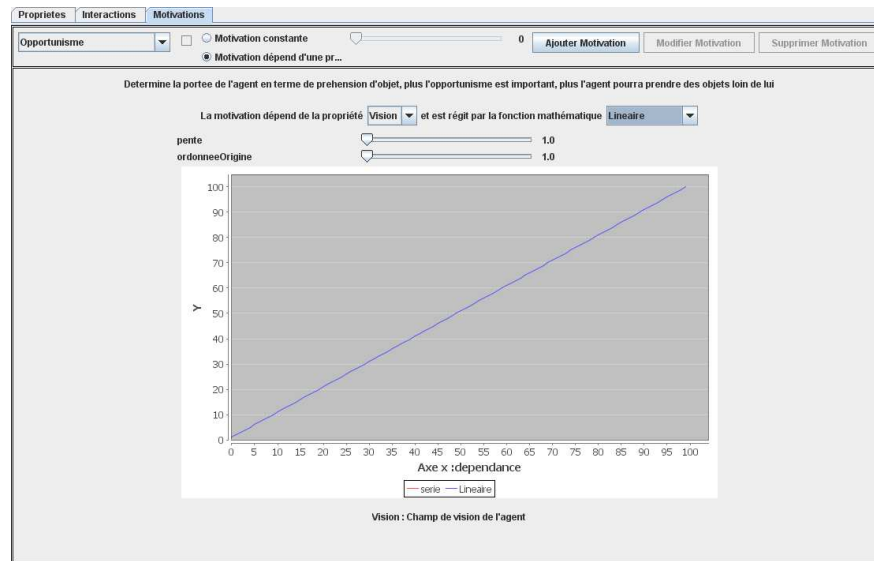 Proprietes Interactions Motivations
Opportunisme Motivation constante 0 Ajouter Motivation Modifier Motivation Supprimer Motivation
Motivation dépend d'une pr...
Determine la portee de l'agent en terme de prehension d'objet, plus l'opportunisme est important, plus l'agent pourra prendre des objets loin de lui
La motivation dépend de la propriété Vision et est régit par la fonction mathématique Lineaire
pente 1.0
ordonneeOrigine 1.0
100
90
80
70
60
Y
50
40
30
20
10
0
0 5 10 15 20 25 30 35 40 45 50 55 60 65 70 75 80 85 90 95 100
Axe x :dependance
serie Lineaire
Vision : Champ de vision de l'agent